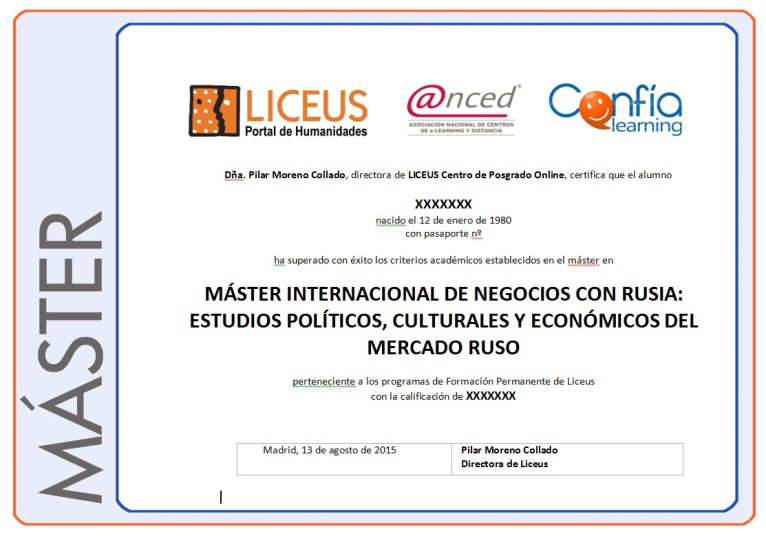 MÁSTER
LICEUS
Portal de Humanidades
@nced®
ASOCIACIÓN NACIONAL DE CENTROS
DE e-LEARNING Y DISTANCIA
Confía
elearning
Dña. Pilar Moreno Collado, directora de LICEUS Centro de Posgrado Online, certifica que el alumno
XXXXXXX
nacido el 12 de enero de 1980
con pasaporte nº
ha superado con éxito los criterios académicos establecidos en el máster en
MÁSTER INTERNACIONAL DE NEGOCIOS CON RUSIA:
ESTUDIOS POLÍTICOS, CULTURALES Y ECONÓMICOS DEL
MERCADO RUSO
perteneciente a los programas de Formación Permanente de Liceus
con la calificación de XXXXXXX
Madrid, 13 de agosto de 2015
Pilar Moreno Collado
Directora de Liceus